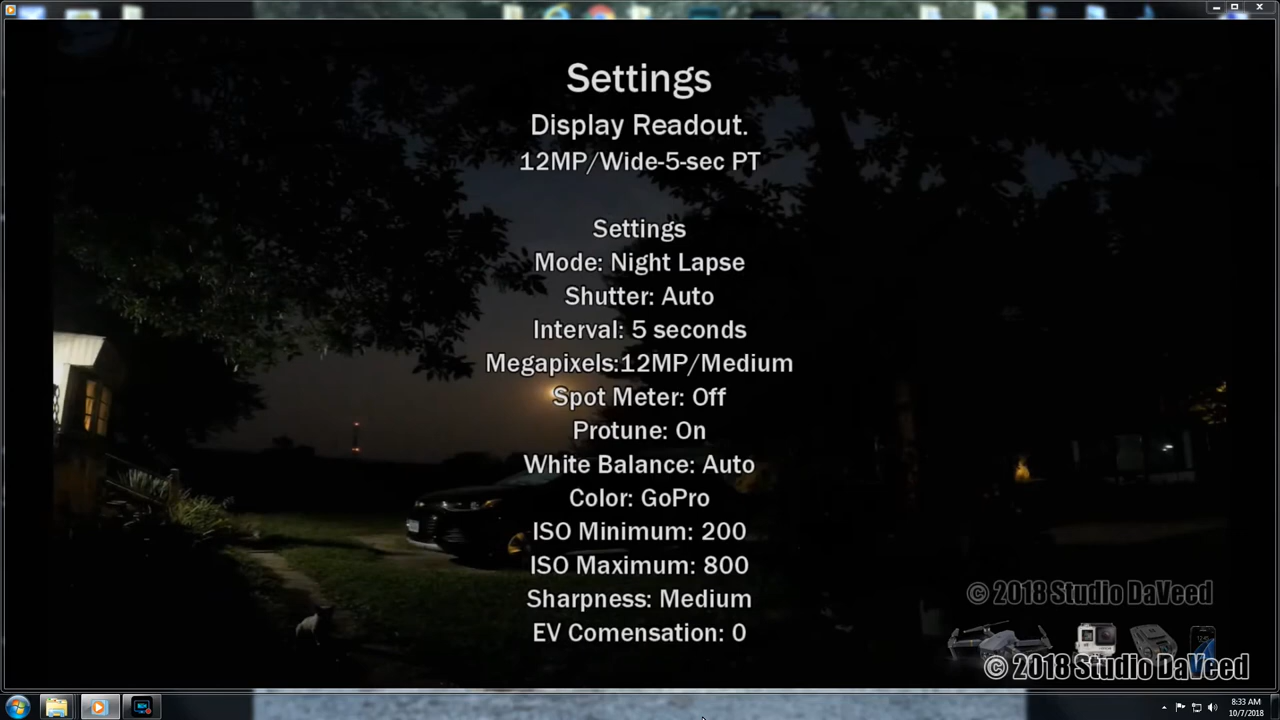 Settings
Display Readout.
12MP/Wide-5-sec PT
Settings
Mode: Night Lapse
Shutter: Auto
Interval: 5 seconds
Megapixels:12MP/Medium
Spot Meter: Off
Protune: On
White Balance: Auto
Color: GoPro
ISO Minimum: 200
ISO Maximum: 800
Sharpness: Medium
EV Comensation: 0
© 2018 Studio DaVeed
© 2018 Studio DaVeed
8:33 AM
10/7/2018